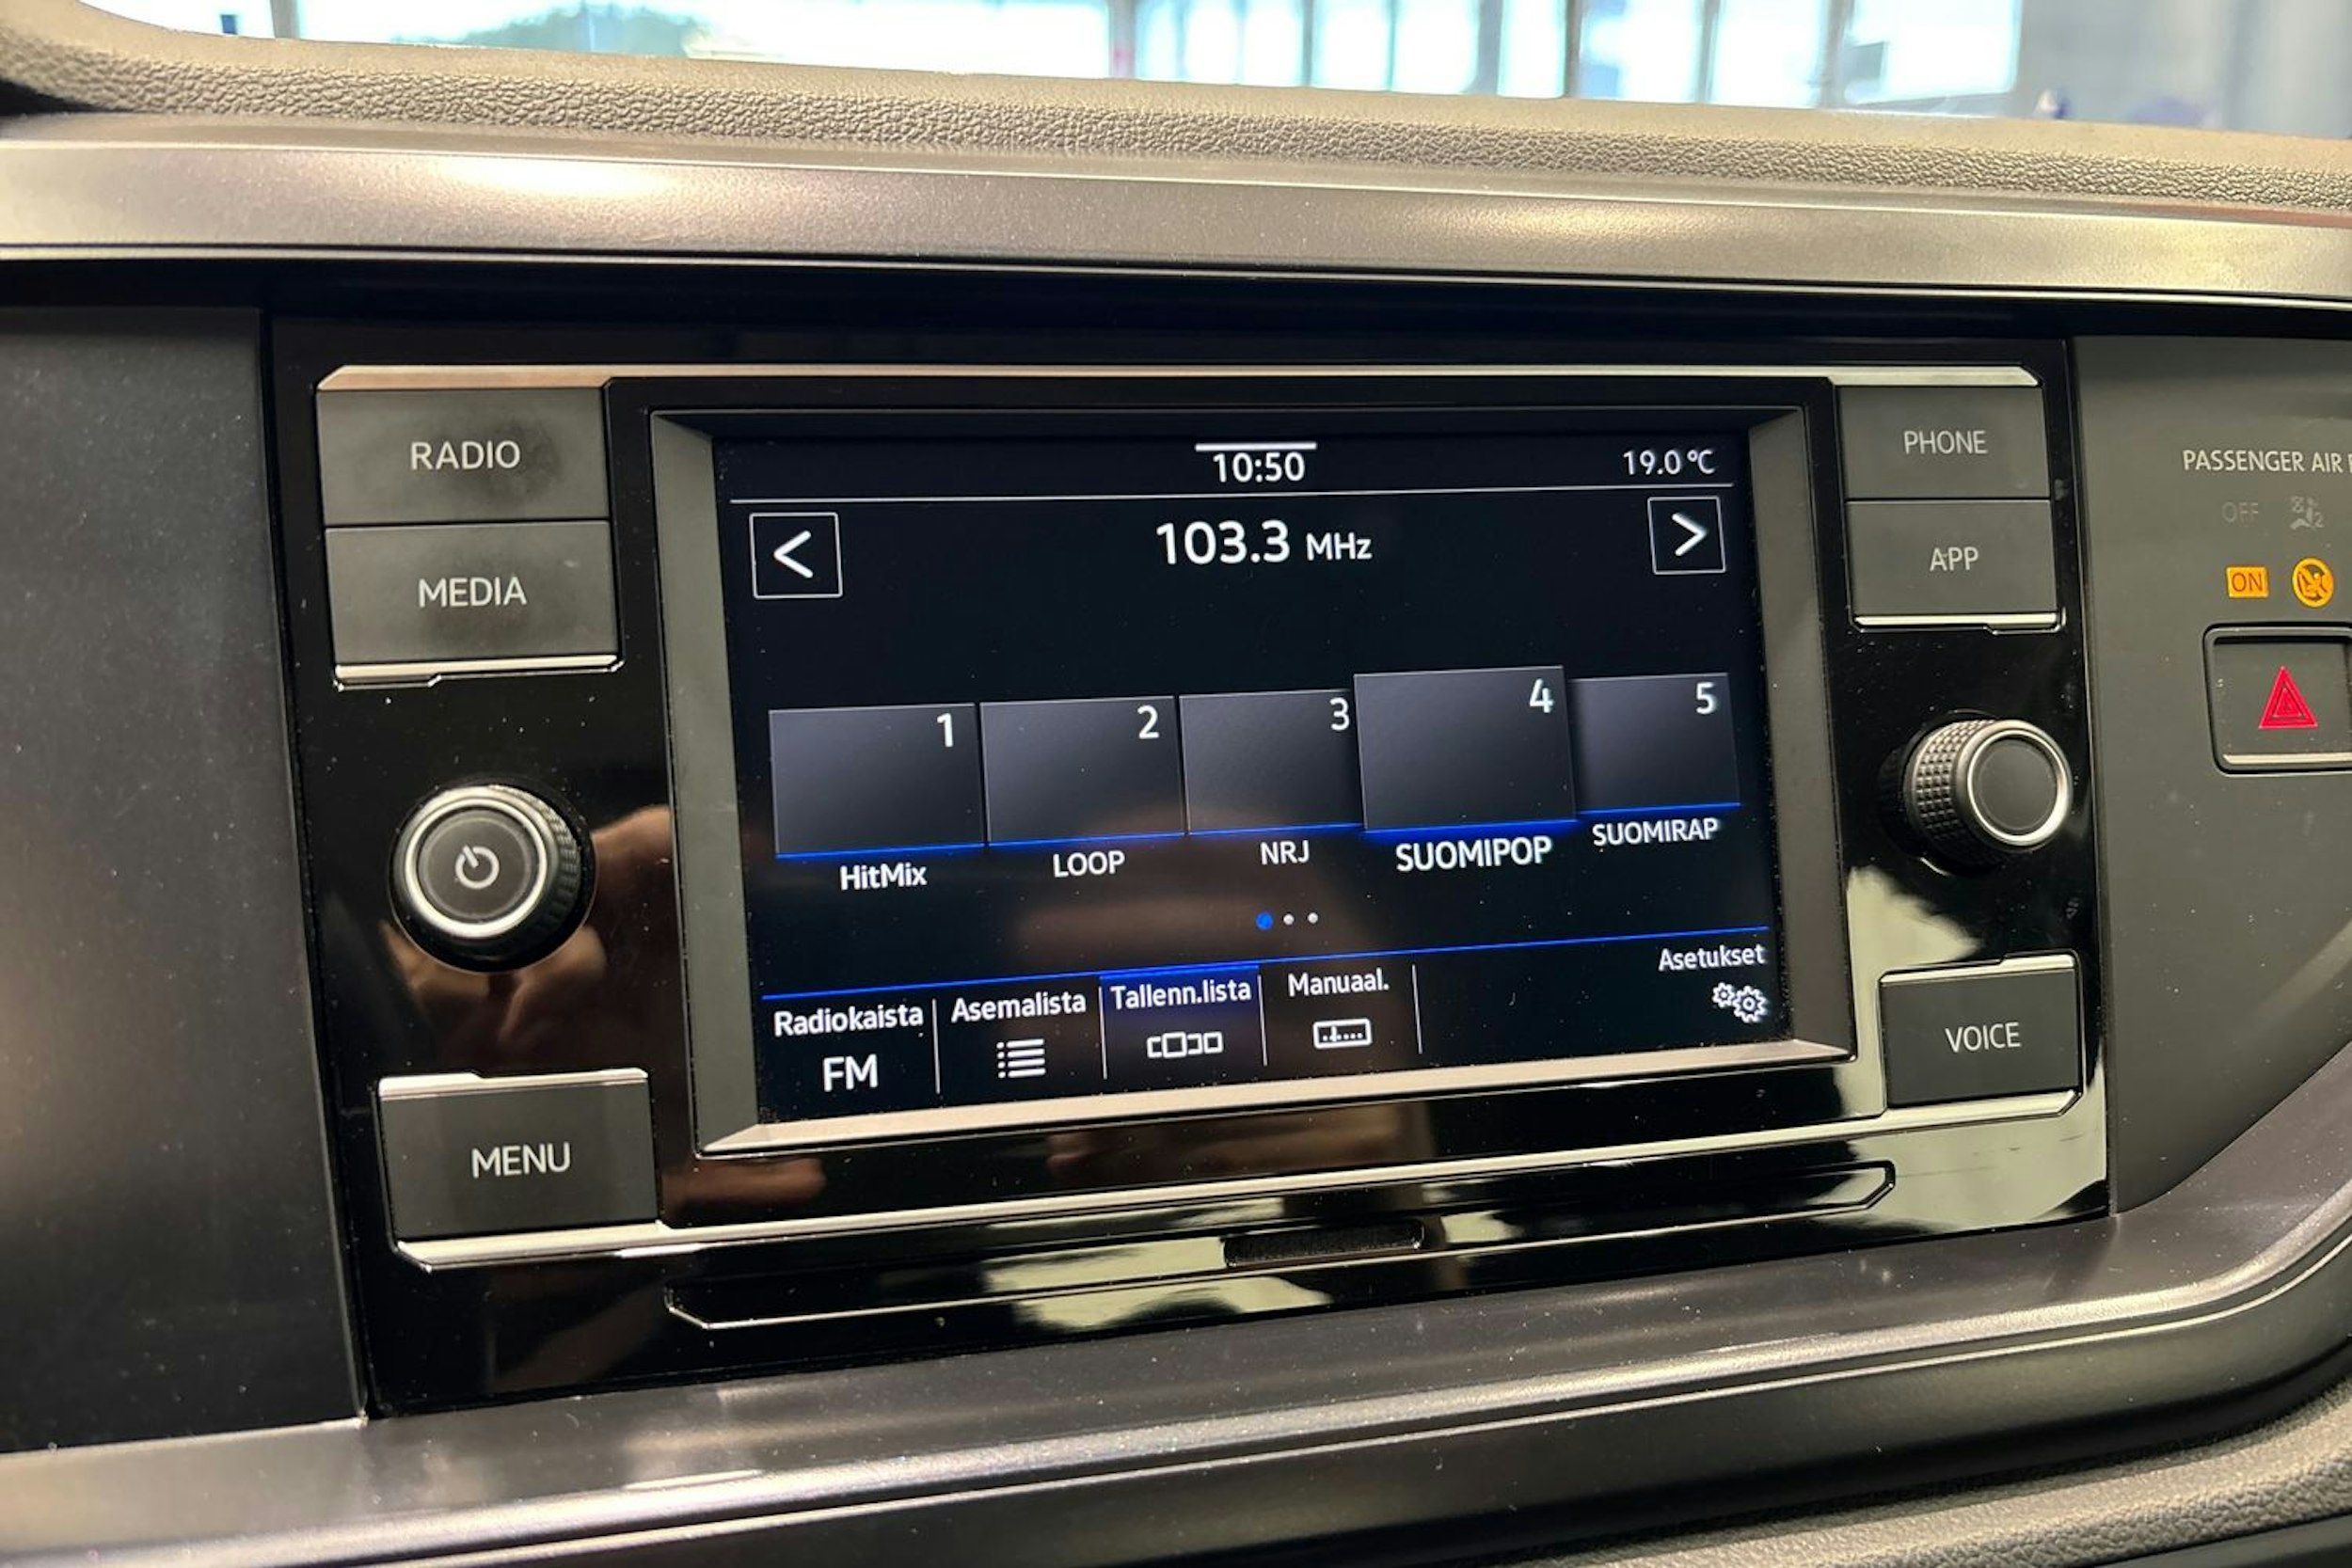 RADIO
MEDIA
MENU
10:50
19.0°C
<
103.3 MHz
>
1
2
3
4
5
HitMix
LOOP
NRJ
SUOMIPOP
SUOMIRAP
Radiokaista
FM
Asemalista
Tallenn.lista
Manuaal.
Asetukset
PHONE
APP
VOICE
PASSENGER AIR
OFF
ON